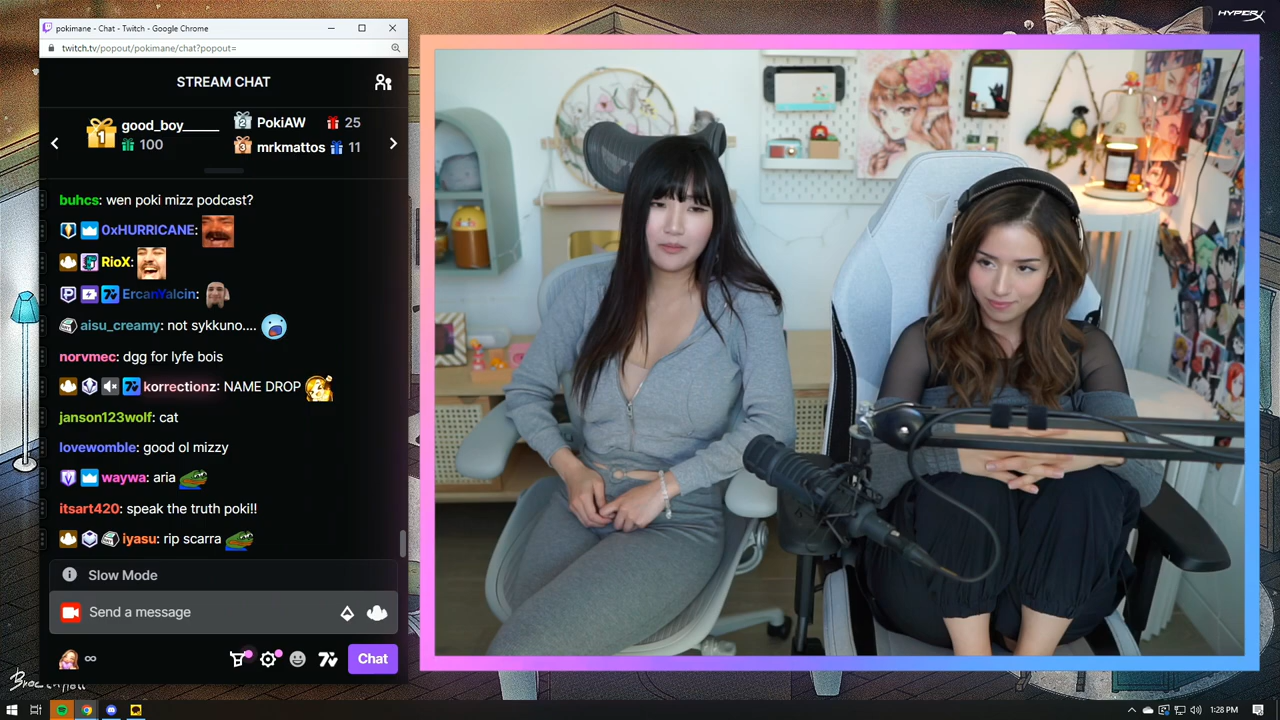 pokimane - Chat - Twitch - Google Chrome
twitch.tv/popout/pokimane/chat?popout=
STREAM CHAT
1 good_boy_____ 100
2 PokiAW 25
3 mrkmattos 11
buhcs: wen poki mizz podcast?
0xHURRICANE:
RioX:
ErcanYalcin:
aisu_creamy: not sykkuno....
norvmec: dgg for lyfe bois
korrectionz: NAME DROP
janson123wolf: cat
lovewomble: good ol mizzy
waywa: aria
itsart420: speak the truth poki!!
iyasu: rip scarra
Slow Mode
Send a message
∞
Chat
HYPERX
1:28 PM